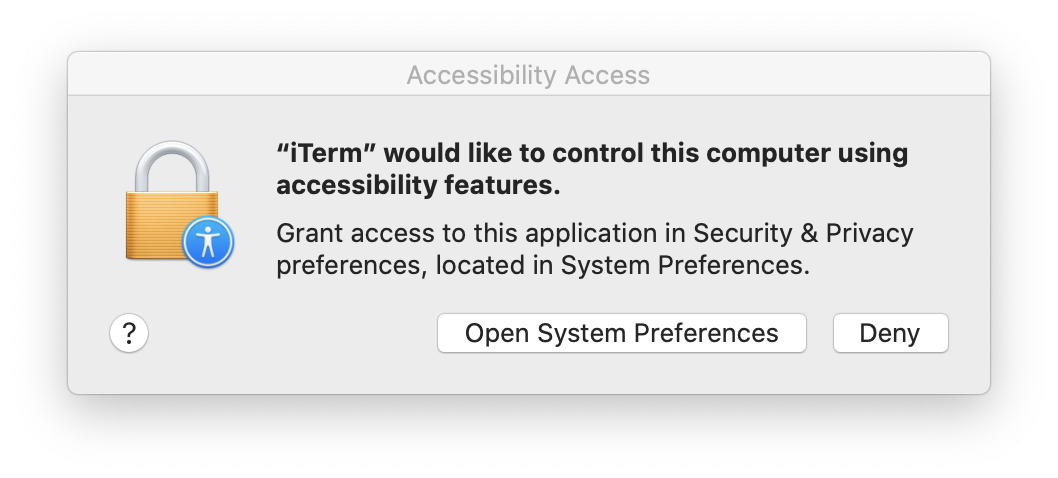 Accessibility Access
“iTerm” would like to control this computer using
accessibility features.
Grant access to this application in Security & Privacy
preferences, located in System Preferences.
? Open System Preferences Deny